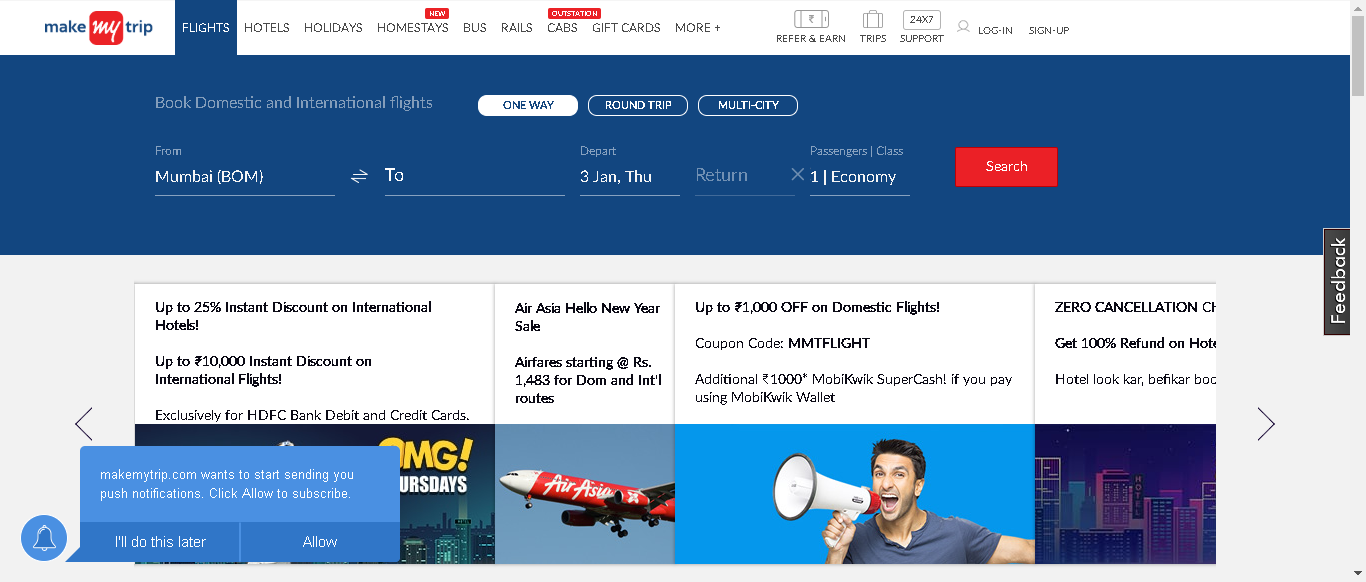 make my trip
FLIGHTS HOTELS HOLIDAYS HOMESTAYS NEW BUS RAILS CABS OUTSTATION GIFT CARDS MORE +
₹ REFER & EARN TRIPS 24X7 SUPPORT LOG-IN SIGN-UP
Book Domestic and International flights ONE WAY ROUND TRIP MULTI-CITY
From Depart Passengers | Class
Mumbai (BOM) To 3 Jan, Thu Return 1 | Economy Search
Feedback
Up to 25% Instant Discount on International
Hotels!
Up to ₹10,000 Instant Discount on
International Flights!
Exclusively for HDFC Bank Debit and Credit Cards.
Air Asia Hello New Year
Sale
Airfares starting @ Rs.
1,483 for Dom and Int'l
routes
Up to ₹1,000 OFF on Domestic Flights!
Coupon Code: MMTFLIGHT
Additional ₹1000* MobiKwik SuperCash! if you pay
using MobiKwik Wallet
ZERO CANCELLATION CH
Get 100% Refund on Hote
Hotel look kar, befikar boo
OMG!
URSDAYS
AirAsia
HOTEL
makemytrip.com wants to start sending you
push notifications. Click Allow to subscribe.
I'll do this later Allow